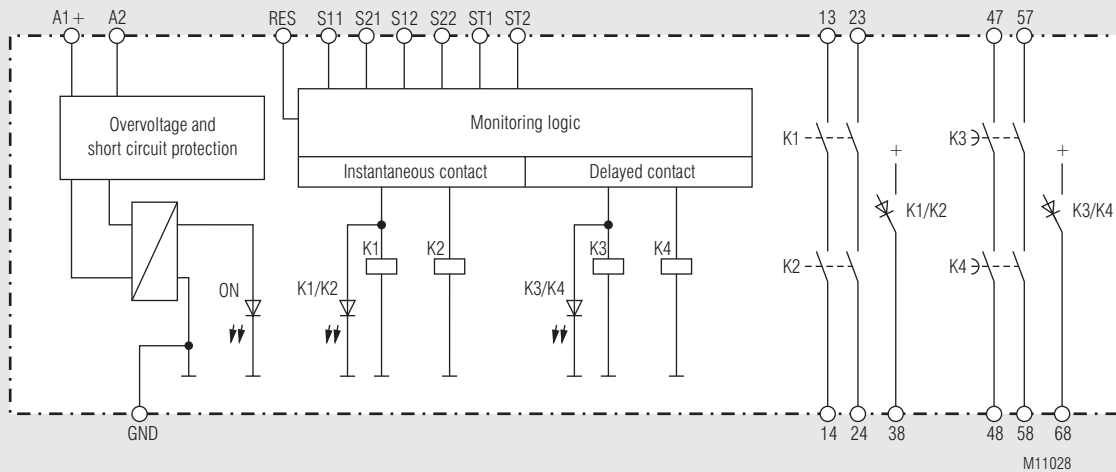 A1+ A2 RES S11 S21 S12 S22 ST1 ST2 13 23 47 57
Overvoltage and
short circuit protection
Monitoring logic
Instantaneous contact Delayed contact
K1 K3
+ +
K1/K2 K3/K4
K1 K2 K3 K4
K2 K4
ON K1/K2 K3/K4
GND 14 24 38 48 58 68
M11028